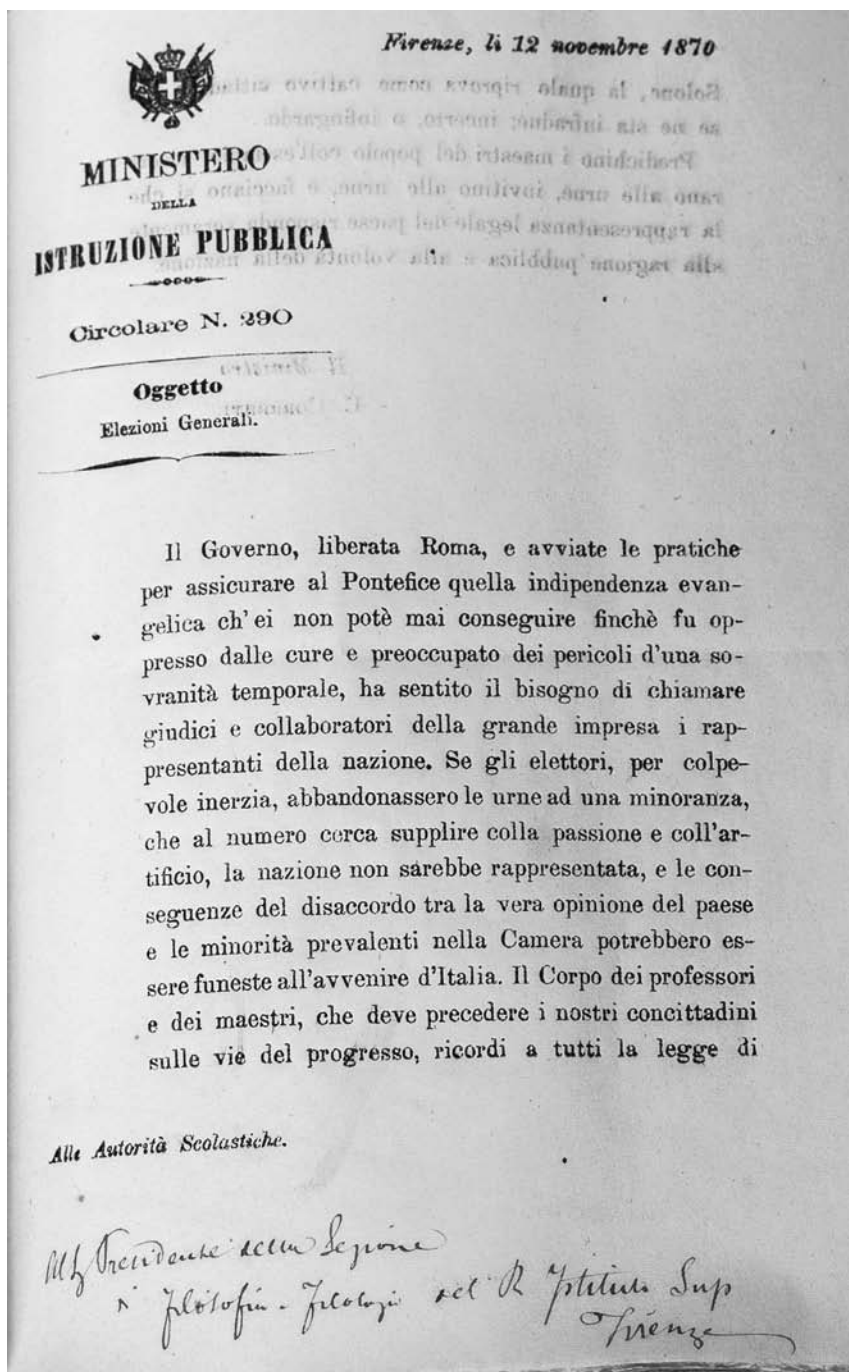 Firenze, li 12 novembre 1870
MINISTERO
DELLA
ISTRUZIONE PUBBLICA
Circolare N. 290
Oggetto
Elezioni Generali.
Il Governo, liberata Roma, e avviate le pratiche
per assicurare al Pontefice quella indipendenza evan-
gelica ch' ei non potè mai conseguire finchè fu op-
presso dalle cure e preoccupato dei pericoli d'una so-
vranità temporale, ha sentito il bisogno di chiamare
giudici e collaboratori della grande impresa i rap-
presentanti della nazione. Se gli elettori, per colpe-
vole inerzia, abbandonassero le urne ad una minoranza,
che al numero cerca supplire colla passione e coll'ar-
tificio, la nazione non sarebbe rappresentata, e le con-
seguenze del disaccordo tra la vera opinione del paese
e le minorità prevalenti nella Camera potrebbero es-
sere funeste all'avvenire d'Italia. Il Corpo dei professori
e dei maestri, che deve precedere i nostri concittadini
sulle vie del progresso, ricordi a tutti la legge di
Alle Autorità Scolastiche.
Presidente della Sezione
Filosofia e Filologia del R Istituto Sup
Firenze